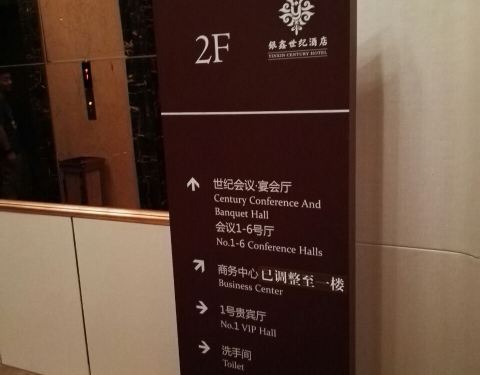 2F
银鑫世纪酒店
YINXIN CENTURY HOTEL
世纪会议·宴会厅
Century Conference And
Banquet Hall
会议1-6号厅
No.1-6 Conference Halls
商务中心 已调整至一楼
Business Center
1号贵宾厅
No.1 VIP Hall
洗手间
Toilet